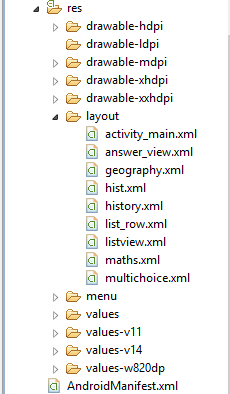 res
drawable-hdpi
drawable-ldpi
drawable-mdpi
drawable-xhdpi
drawable-xxhdpi
layout
activity_main.xml
answer_view.xml
geography.xml
hist.xml
history.xml
list_row.xml
listview.xml
maths.xml
multichoice.xml
menu
values
values-v11
values-v14
values-w820dp
AndroidManifest.xml